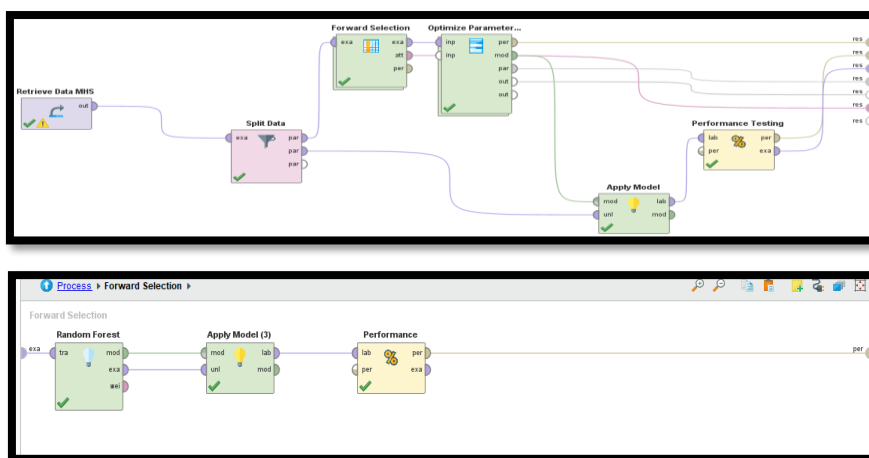 Forward Selection
Optimize Parameter...
exa exa
att
per
inp per
inp mod
par
out
out
res
res
res
res
res
res
res
Retrieve Data MHS
out
Split Data
exa par
par
par
Performance Testing
lab per
per exa
Apply Model
mod lab
unl mod
Process Forward Selection
Forward Selection
Random Forest
Apply Model (3)
Performance
exa
tra mod
exa
wei
mod lab
unl mod
lab per
per exa
per